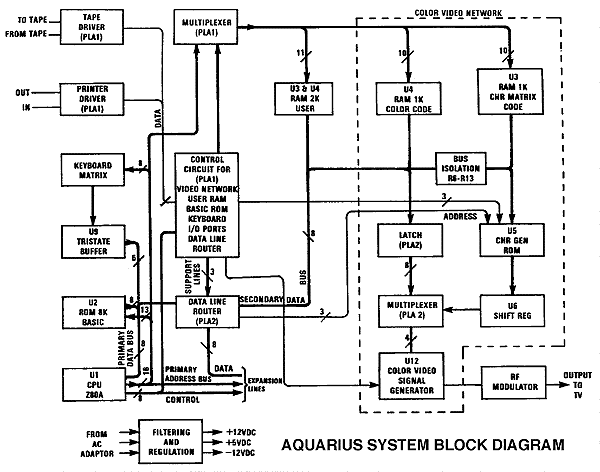 COLOR VIDEO NETWORK
TO TAPE
FROM TAPE
TAPE
DRIVER
(PLA1)
MULTIPLEXER
(PLA1)
11
10
10
OUT
IN
PRINTER
DRIVER
(PLA1)
DATA
U3 & U4
RAM 2K
USER
U4
RAM 1K
COLOR CODE
U3
RAM 1K
CHR MATRIX
CODE
KEYBOARD
MATRIX
8
CONTROL
CIRCUIT FOR
(PLA1)
VIDEO NETWORK
USER RAM
BASIC ROM
KEYBOARD
I/O PORTS
DATA LINE
ROUTER
BUS
ISOLATION
R6-R13
3
ADDRESS
U9
TRISTATE
BUFFER
6
8
BUS
LATCH
(PLA2)
U5
CHR GEN
ROM
SUPPORT
LINES
3
8
U2
ROM 8K
BASIC
8
13
DATA LINE
ROUTER
(PLA2)
SECONDARY DATA
3
MULTIPLEXER
(PLA 2)
U6
SHIFT REG
PRIMARY
DATA BUS
8
8
4
U1
CPU
Z80A
16
PRIMARY
ADDRESS BUS
DATA
CONTROL
EXPANSION
LINES
U12
COLOR VIDEO
SIGNAL
GENERATOR
RF
MODULATOR
OUTPUT
TO
TV
FROM
AC
ADAPTOR
FILTERING
AND
REGULATION
+12VDC
+5VDC
-12VDC
AQUARIUS SYSTEM BLOCK DIAGRAM